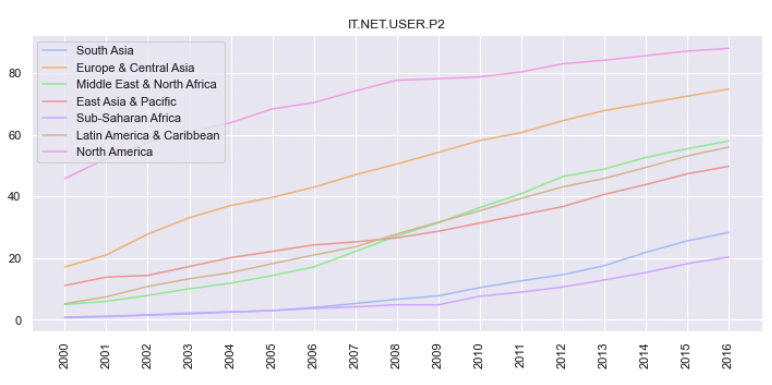 IT.NET.USER.P2
South Asia
Europe & Central Asia
Middle East & North Africa
East Asia & Pacific
Sub-Saharan Africa
Latin America & Caribbean
North America
80
60
40
20
0
2000 2001 2002 2003 2004 2005 2006 2007 2008 2009 2010 2011 2012 2013 2014 2015 2016